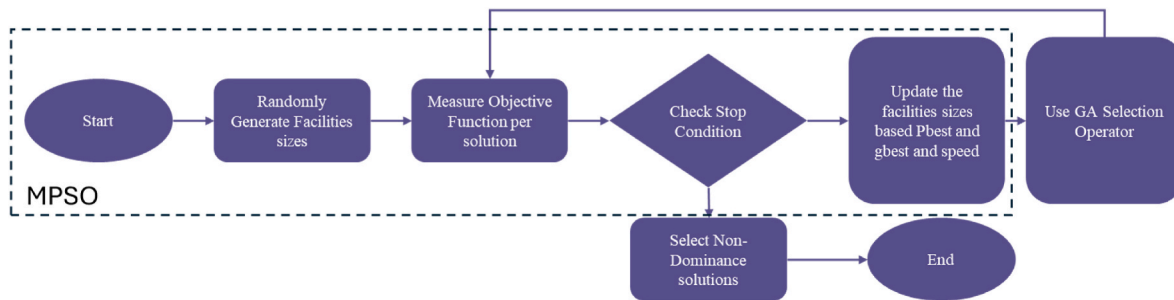 Start
Randomly
Generate Facilities
sizes
Measure Objective
Function per
solution
Check Stop
Condition
Update the
facilities sizes
based Pbest and
gbest and speed
Use GA Selection
Operator
MPSO
Select Non-
Dominance
solutions
End